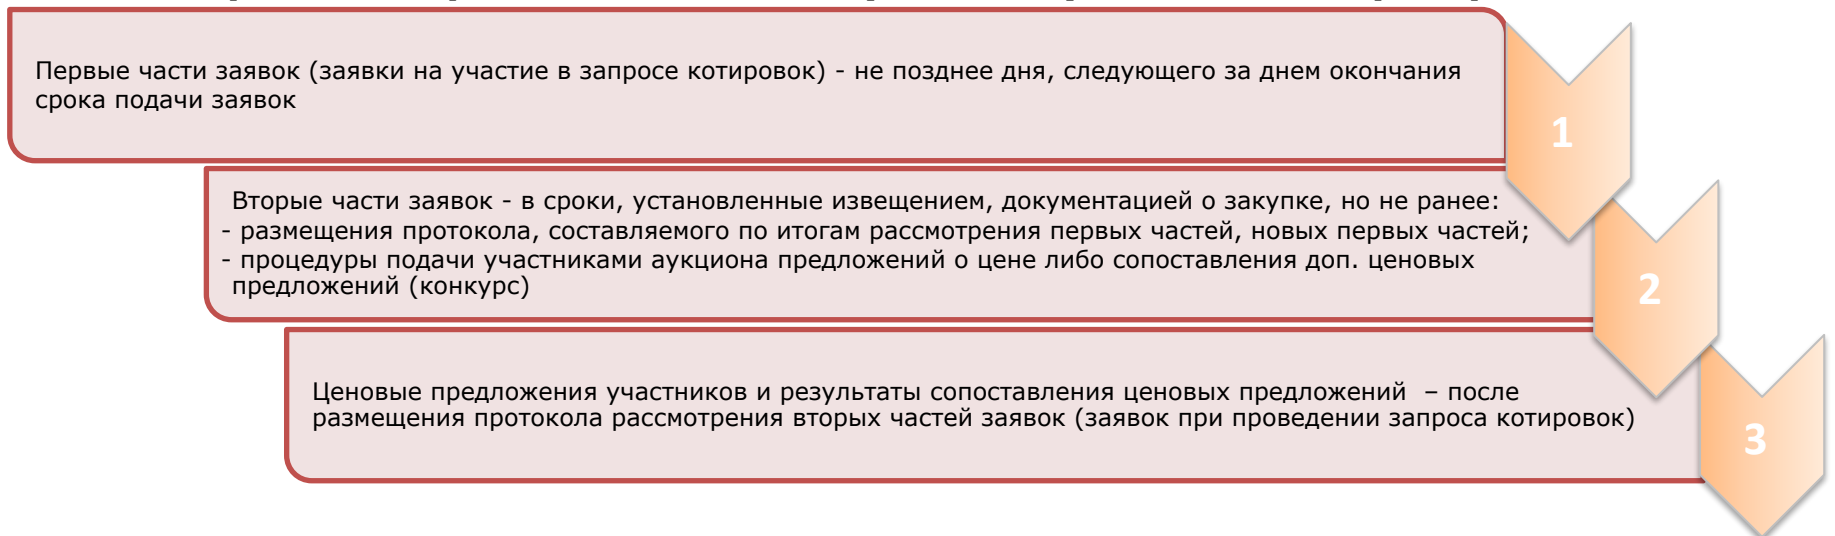 Первые части заявок (заявки на участие в запросе котировок) - не позднее дня, следующего за днем окончания
срока подачи заявок
1
Вторые части заявок - в сроки, установленные извещением, документацией о закупке, но не ранее:
- размещения протокола, составляемого по итогам рассмотрения первых частей, новых первых частей;
- процедуры подачи участниками аукциона предложений о цене либо сопоставления доп. ценовых
предложений (конкурс)
2
Ценовые предложения участников и результаты сопоставления ценовых предложений – после
размещения протокола рассмотрения вторых частей заявок (заявок при проведении запроса котировок)
3